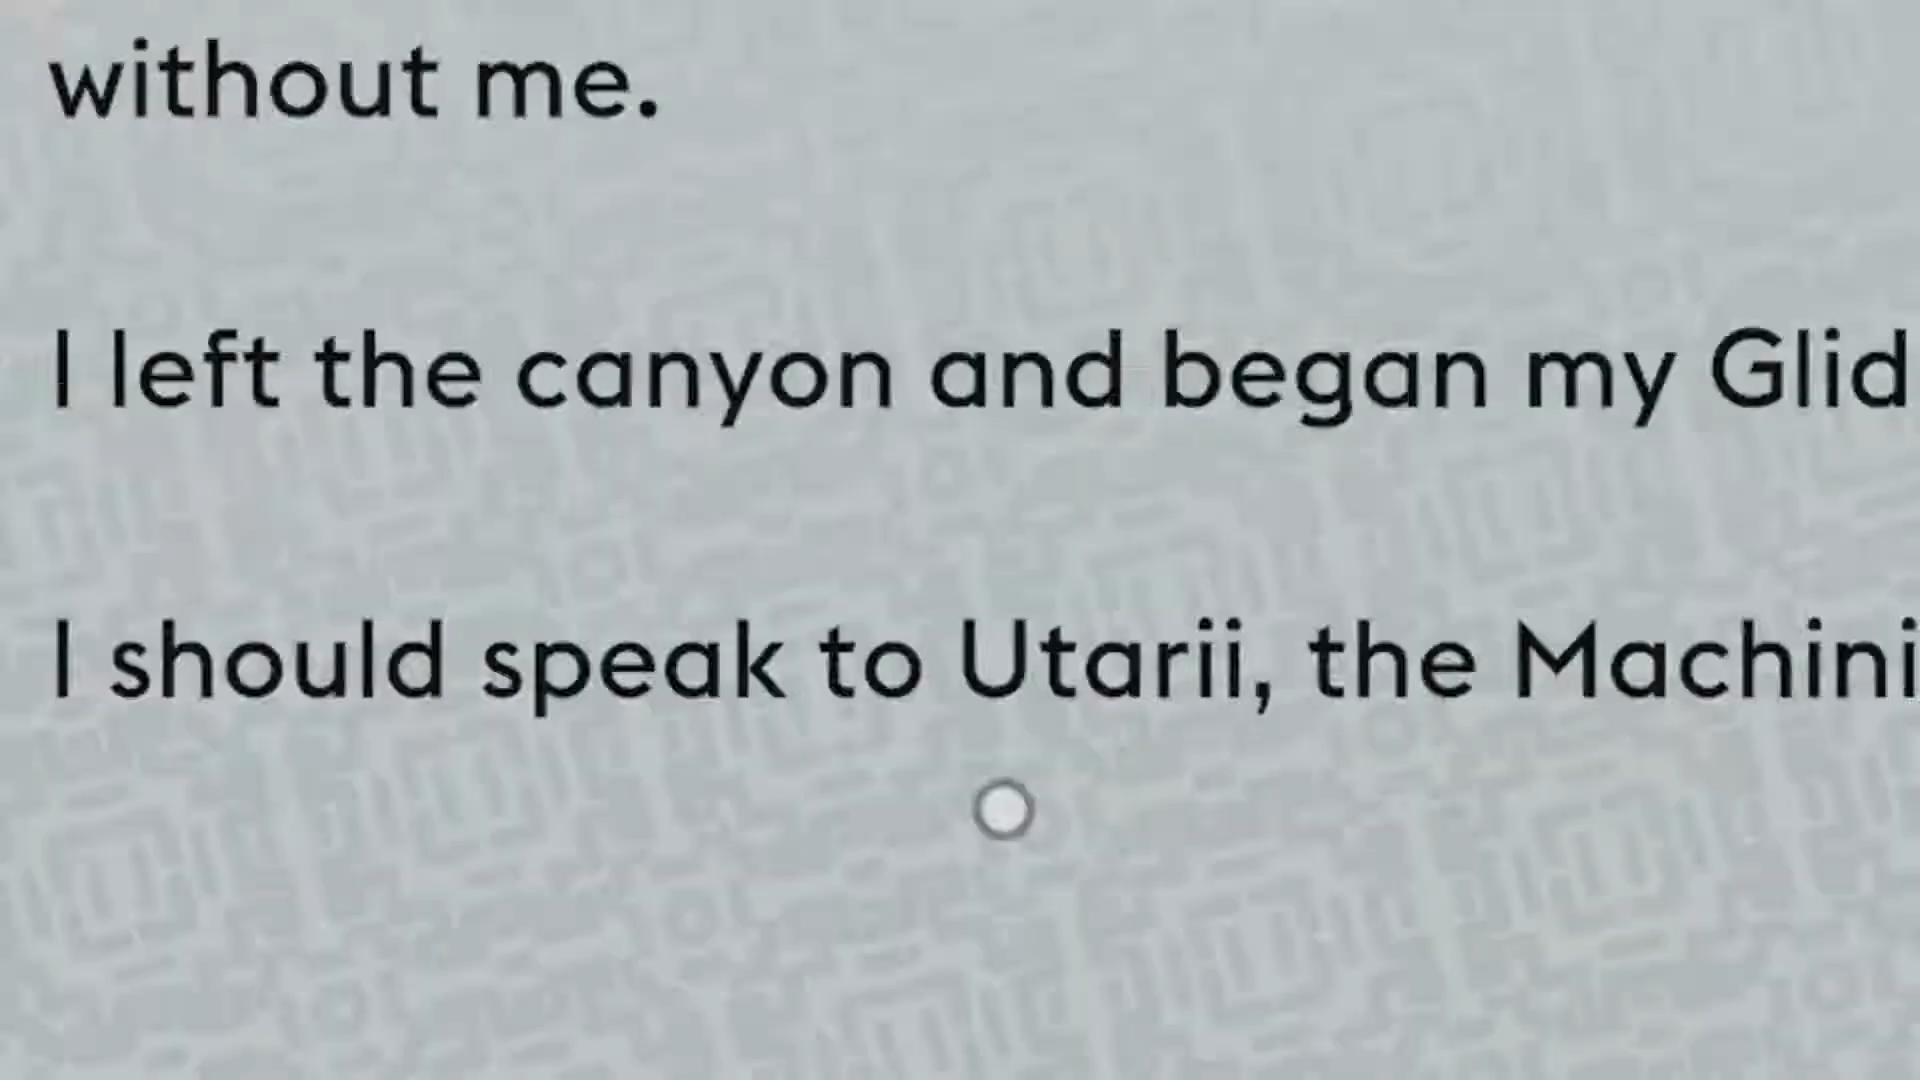 without me.
I left the canyon and began my Glid
I should speak to Utarii, the Machini